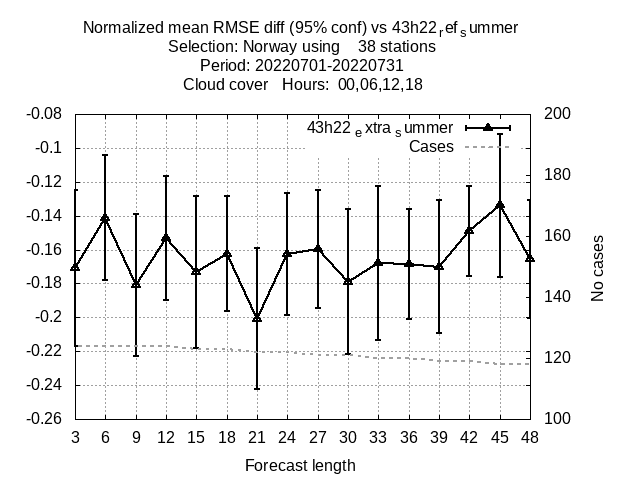 Normalized mean RMSE diff (95% conf) vs 43h22refsummer
Selection: Norway using    38 stations
Period: 20220701-20220731
Cloud cover   Hours:  00,06,12,18
43h22extrasummer
Cases
-0.08
-0.1
-0.12
-0.14
-0.16
-0.18
-0.2
-0.22
-0.24
-0.26
200
180
160
140
120
100
No cases
3 6 9 12 15 18 21 24 27 30 33 36 39 42 45 48
Forecast length